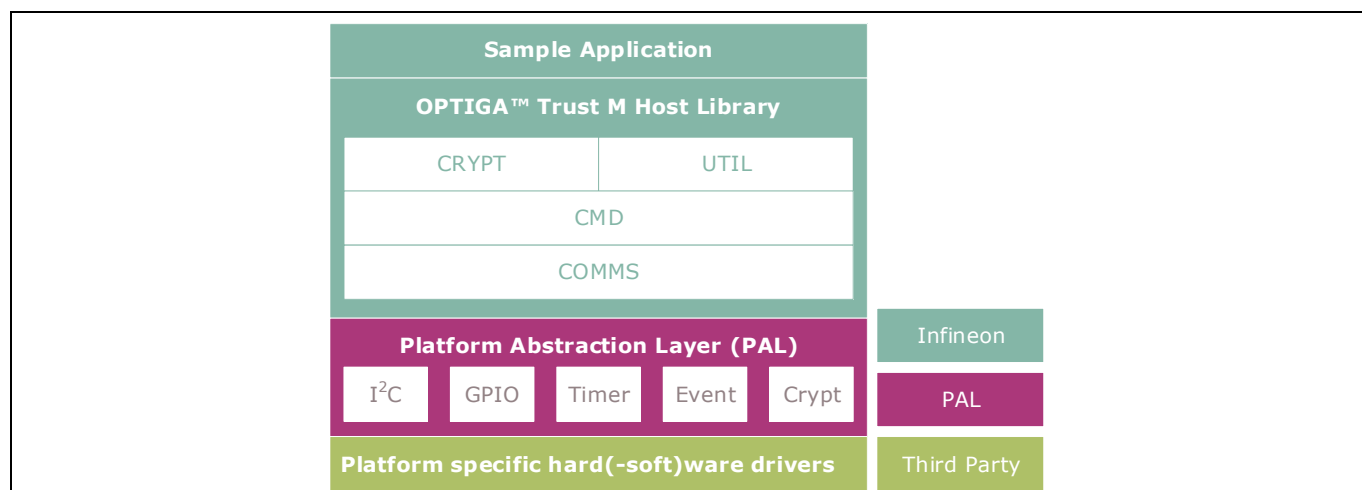 Sample Application
OPTIGA™ Trust M Host Library
CRYPT UTIL
CMD
COMMS
Platform Abstraction Layer (PAL)
I²C GPIO Timer Event Crypt
Platform specific hard(-soft)ware drivers
Infineon
PAL
Third Party